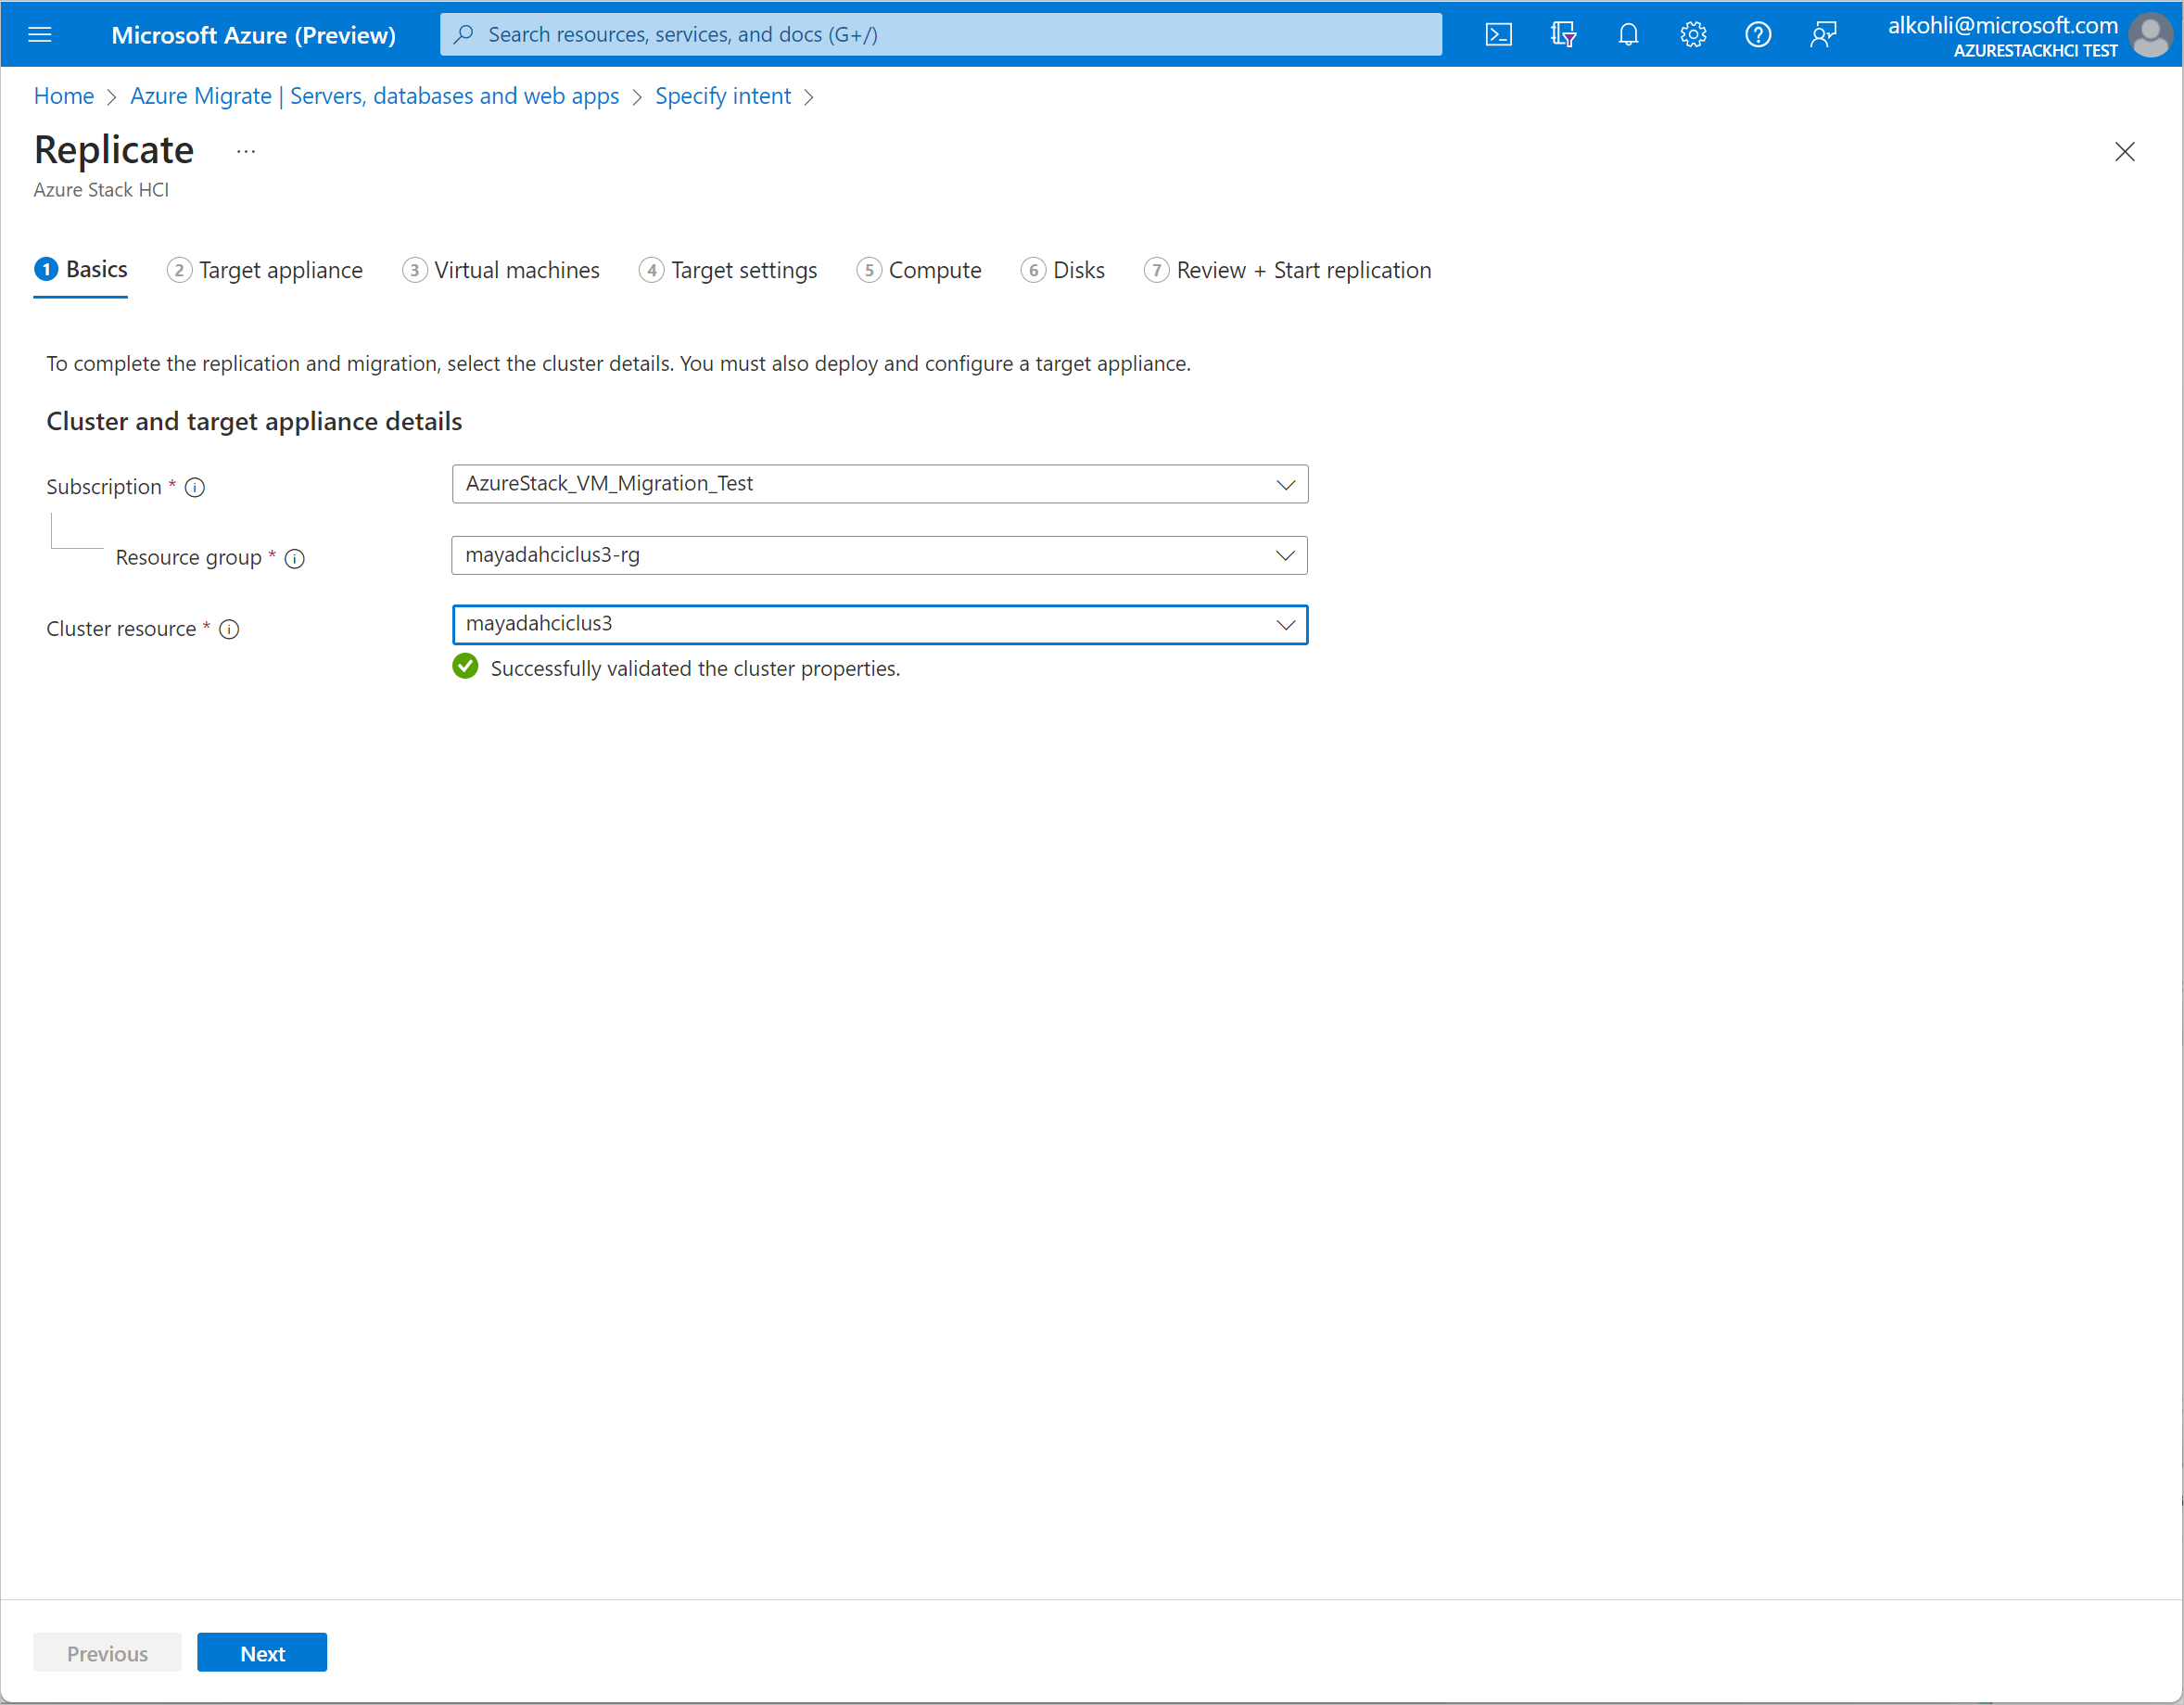 Microsoft Azure (Preview)
Search resources, services, and docs (G+/)
alkohli@microsoft.com
AZURESTACKHCI TEST
Home > Azure Migrate | Servers, databases and web apps > Specify intent >
Replicate ...
Azure Stack HCI
1 Basics 2 Target appliance 3 Virtual machines 4 Target settings 5 Compute 6 Disks 7 Review + Start replication
To complete the replication and migration, select the cluster details. You must also deploy and configure a target appliance.
Cluster and target appliance details
Subscription * AzureStack_VM_Migration_Test
Resource group * mayadahciclus3-rg
Cluster resource * mayadahciclus3
Successfully validated the cluster properties.
Previous Next